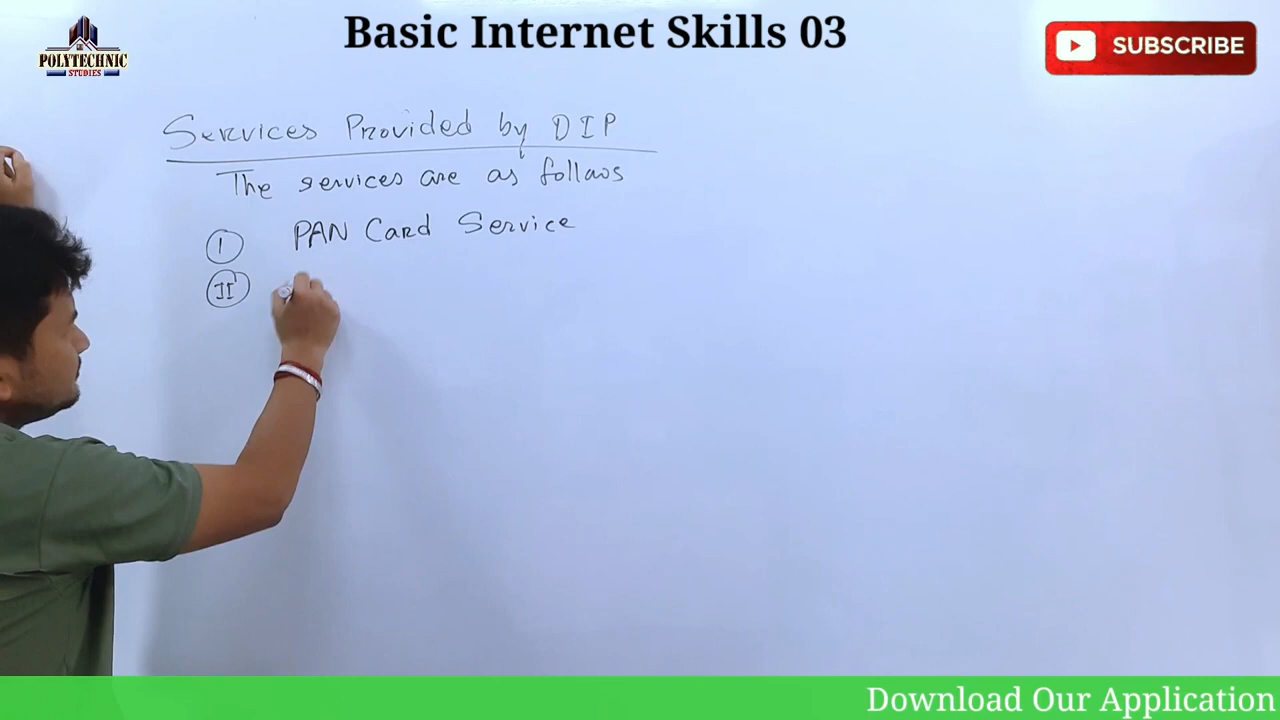 Basic Internet Skills 03
POLYTECHNIC
STUDIES
SUBSCRIBE
Services Provided by DIP
The services are as follows
I PAN Card Service
II
Download Our Application